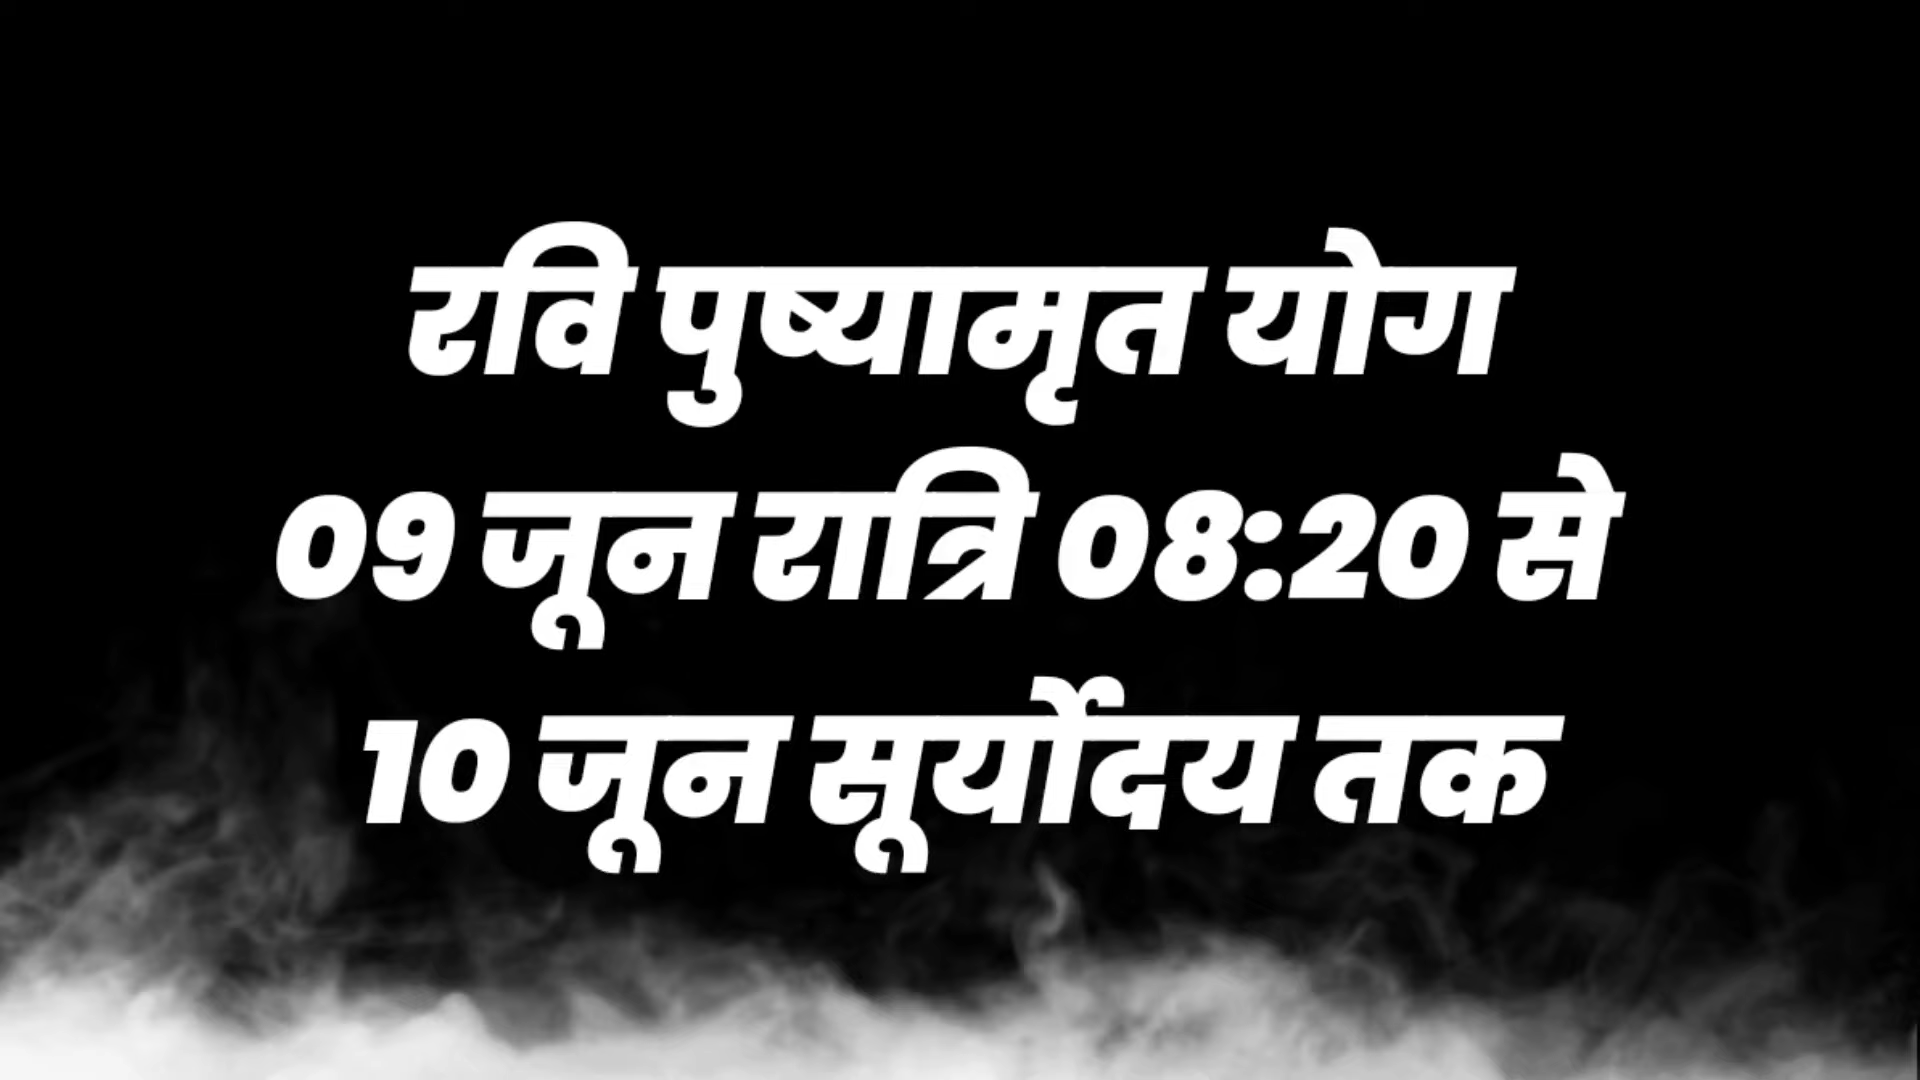 रवि पुष्यामृत योग
09 जून रात्रि 08:20 से
10 जून सूर्योदय तक